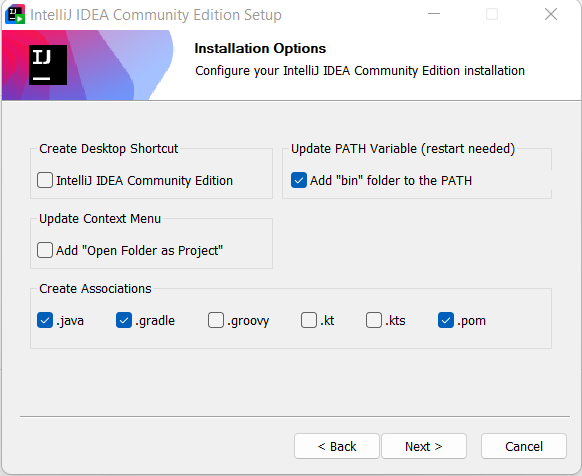 IntelliJ IDEA Community Edition Setup
IJ
Installation Options
Configure your IntelliJ IDEA Community Edition installation
Create Desktop Shortcut
Update PATH Variable (restart needed)
IntelliJ IDEA Community Edition
Add "bin" folder to the PATH
Update Context Menu
Add "Open Folder as Project"
Create Associations
.java .gradle .groovy .kt .kts .pom
< Back Next > Cancel